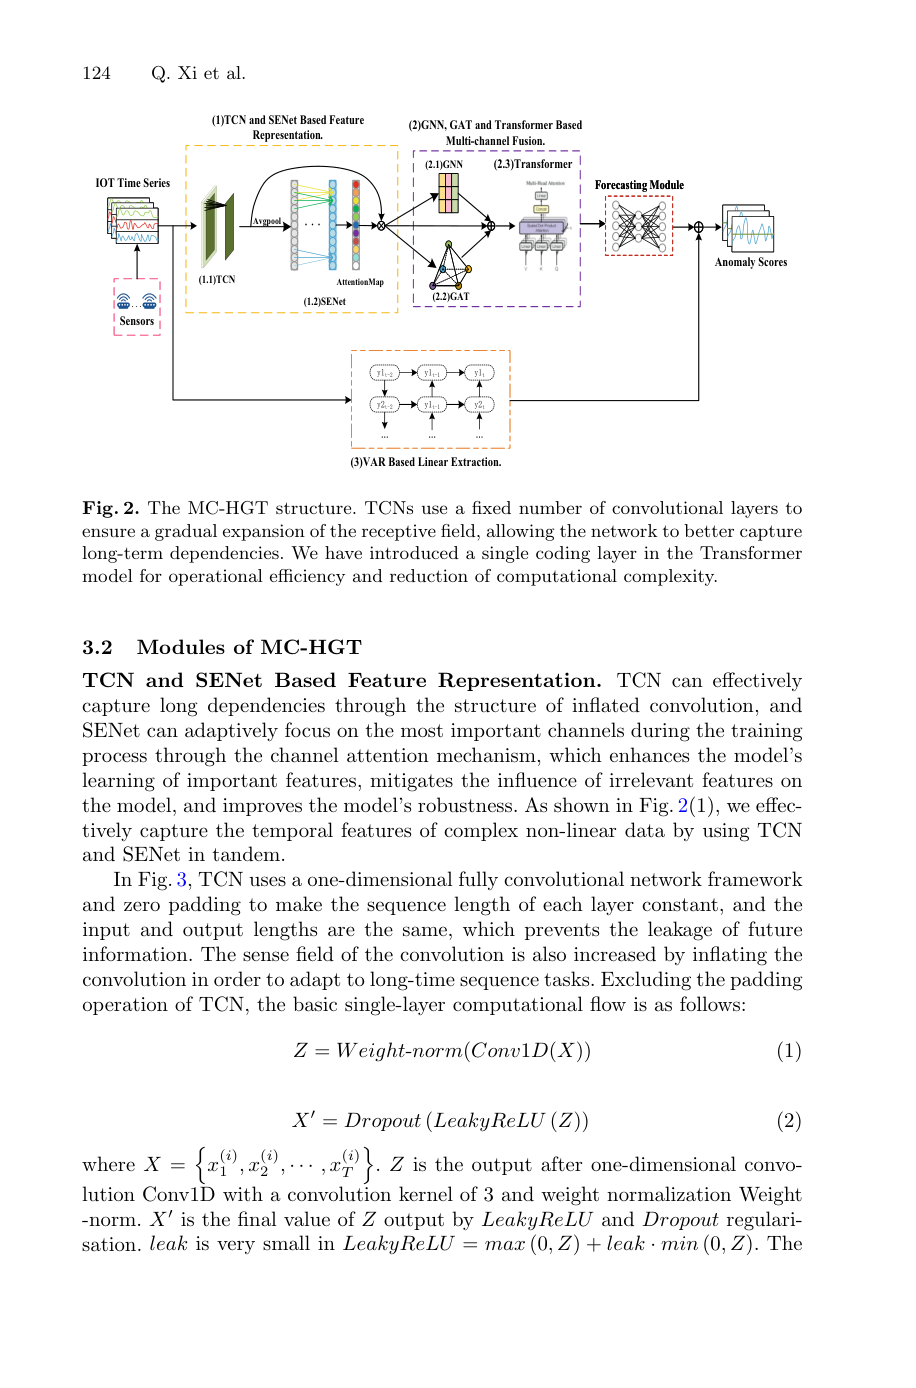 124 Q. Xi et al.
(1)TCN and SENet Based Feature
Representation.
(2)GNN, GAT and Transformer Based
Multi-channel Fusion.
(2.1)GNN
(2.3)Transformer
IOT Time Series
Multi-Head Attention
Forecasting Module
Avgpool
...
Anomaly Scores
(1.1)TCN
AttentionMap
(1.2)SENet
(2.2)GAT
...
Sensors
y1t-2 y1t-1 y1t
y2t-2 y1t-1 y2t
... ... ...
(3)VAR Based Linear Extraction.
Fig. 2. The MC-HGT structure. TCNs use a fixed number of convolutional layers to
ensure a gradual expansion of the receptive field, allowing the network to better capture
long-term dependencies. We have introduced a single coding layer in the Transformer
model for operational efficiency and reduction of computational complexity.
3.2 Modules of MC-HGT
TCN and SENet Based Feature Representation. TCN can effectively
capture long dependencies through the structure of inflated convolution, and
SENet can adaptively focus on the most important channels during the training
process through the channel attention mechanism, which enhances the model's
learning of important features, mitigates the influence of irrelevant features on
the model, and improves the model's robustness. As shown in Fig. 2(1), we effec-
tively capture the temporal features of complex non-linear data by using TCN
and SENet in tandem.
In Fig. 3, TCN uses a one-dimensional fully convolutional network framework
and zero padding to make the sequence length of each layer constant, and the
input and output lengths are the same, which prevents the leakage of future
information. The sense field of the convolution is also increased by inflating the
convolution in order to adapt to long-time sequence tasks. Excluding the padding
operation of TCN, the basic single-layer computational flow is as follows:
Z = Weight-norm(Conv1D(X)) (1)
X′ = Dropout (LeakyReLU (Z)) (2)
where X = {x_1^(i), x_2^(i), ··· , x_T^(i)}. Z is the output after one-dimensional convo-
lution Conv1D with a convolution kernel of 3 and weight normalization Weight
-norm. X′ is the final value of Z output by LeakyReLU and Dropout regulari-
sation. leak is very small in LeakyReLU = max (0, Z) + leak · min (0, Z). The